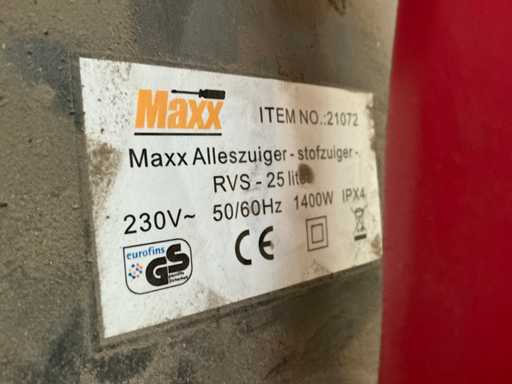 Maxx ITEM NO.:21072
Maxx Alleszuiger - stofzuiger -
RVS - 25 liter
230V~ 50/60Hz 1400W IPX4
eurofins GS CE